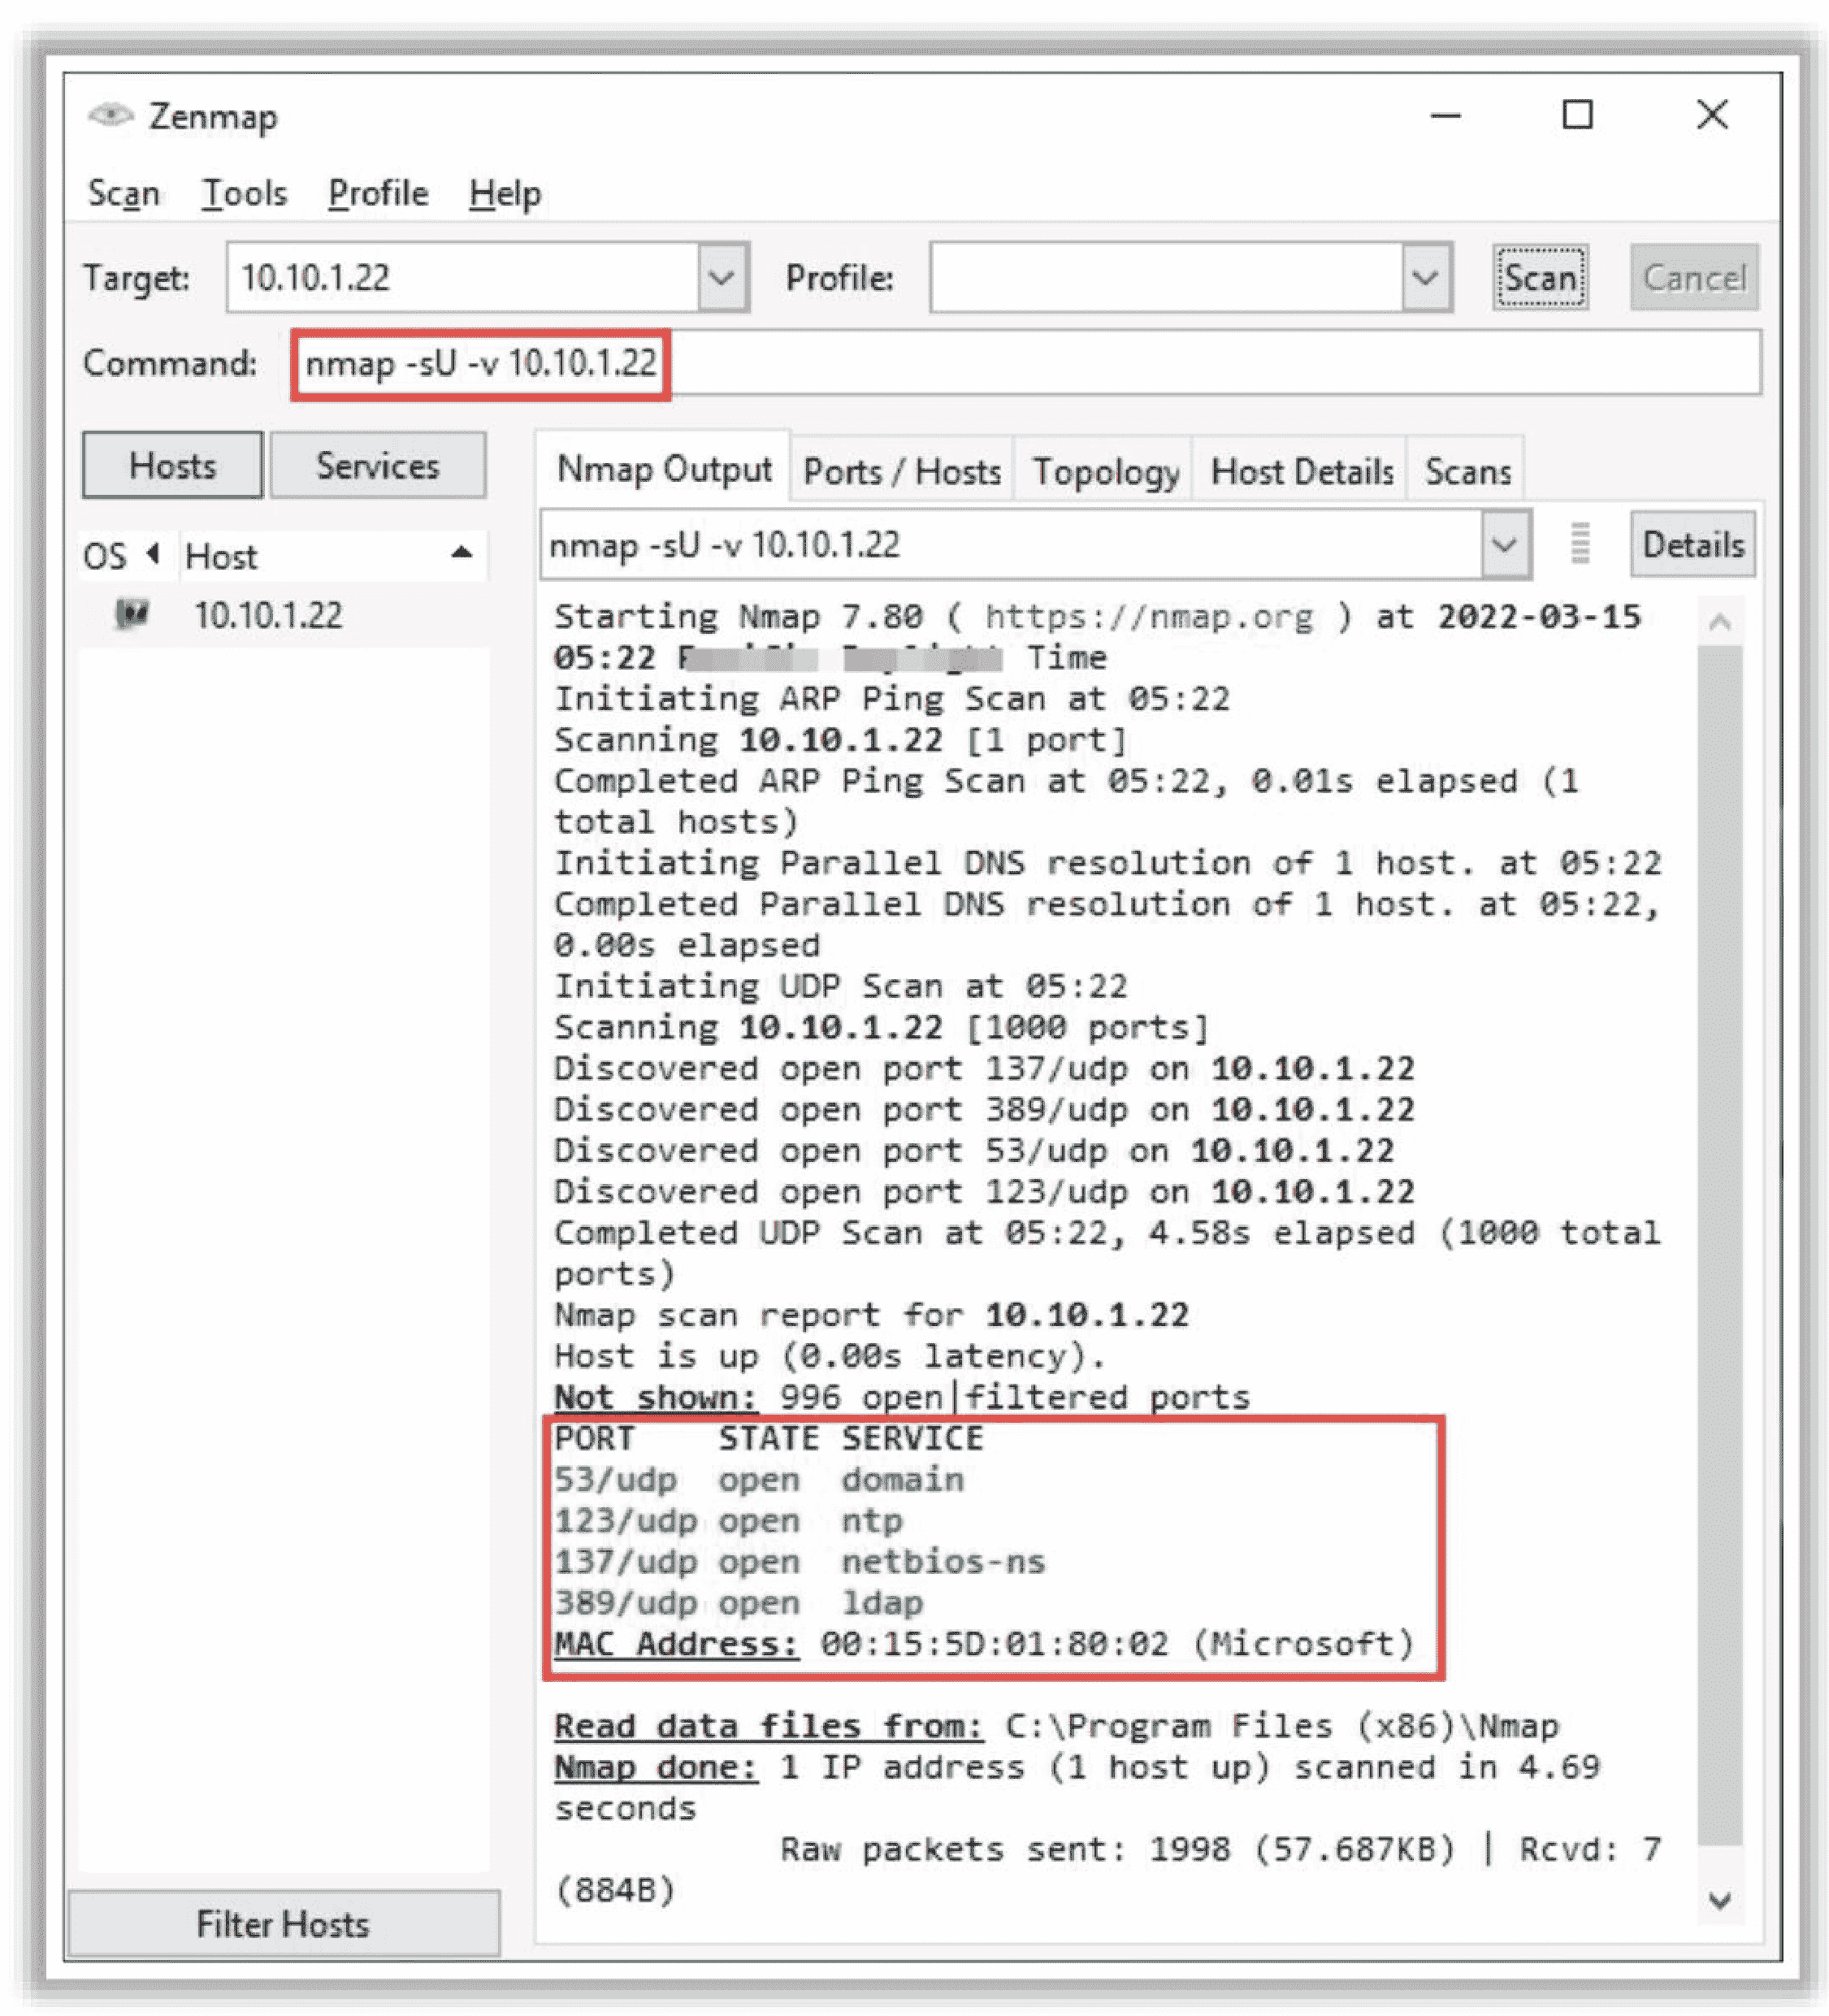 Zenmap
Scan Tools Profile Help
Target: 10.10.1.22 Profile: Scan Cancel
Command: nmap -sU -v 10.10.1.22
Hosts Services
OS Host
10.10.1.22
Nmap Output Ports / Hosts Topology Host Details Scans
nmap -sU -v 10.10.1.22 Details
Starting Nmap 7.80 ( https://nmap.org ) at 2022-03-15
05:22 Time
Initiating ARP Ping Scan at 05:22
Scanning 10.10.1.22 [1 port]
Completed ARP Ping Scan at 05:22, 0.01s elapsed (1
total hosts)
Initiating Parallel DNS resolution of 1 host. at 05:22
Completed Parallel DNS resolution of 1 host. at 05:22,
0.00s elapsed
Initiating UDP Scan at 05:22
Scanning 10.10.1.22 [1000 ports]
Discovered open port 137/udp on 10.10.1.22
Discovered open port 389/udp on 10.10.1.22
Discovered open port 53/udp on 10.10.1.22
Discovered open port 123/udp on 10.10.1.22
Completed UDP Scan at 05:22, 4.58s elapsed (1000 total
ports)
Nmap scan report for 10.10.1.22
Host is up (0.00s latency).
Not shown: 996 open|filtered ports
PORT STATE SERVICE
53/udp open domain
123/udp open ntp
137/udp open netbios-ns
389/udp open ldap
MAC Address: 00:15:5D:01:80:02 (Microsoft)
Read data files from: C:\Program Files (x86)\Nmap
Nmap done: 1 IP address (1 host up) scanned in 4.69
seconds
Raw packets sent: 1998 (57.687KB) | Rcvd: 7
(884B)
Filter Hosts